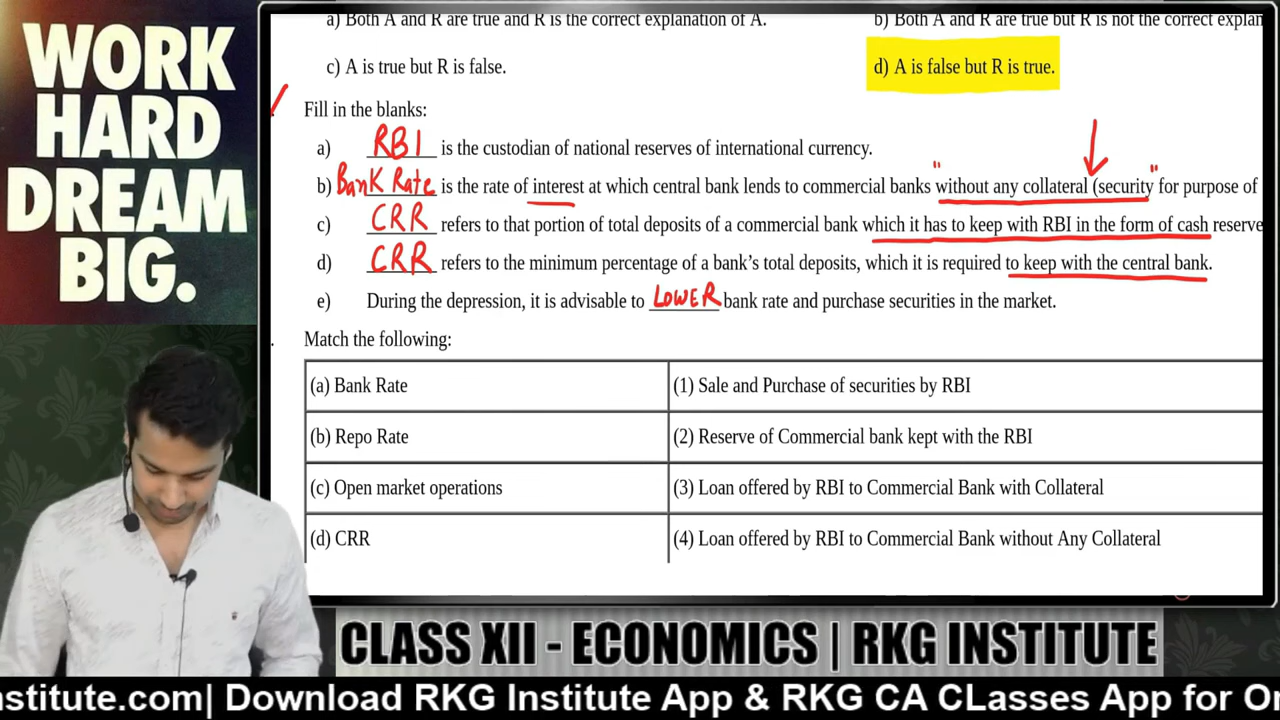 WORK
HARD
DREAM
BIG.
a) Both A and R are true and R is the correct explanation of A.
b) Both A and R are true but R is not the correct explan
c) A is true but R is false.
d) A is false but R is true.
Fill in the blanks:
a) RBI is the custodian of national reserves of international currency.
b) Bank Rate is the rate of interest at which central bank lends to commercial banks "without any collateral (security" for purpose of
c) CRR refers to that portion of total deposits of a commercial bank which it has to keep with RBI in the form of cash reserve
d) CRR refers to the minimum percentage of a bank's total deposits, which it is required to keep with the central bank.
e) During the depression, it is advisable to LOWER bank rate and purchase securities in the market.
Match the following:
(a) Bank Rate (1) Sale and Purchase of securities by RBI
(b) Repo Rate (2) Reserve of Commercial bank kept with the RBI
(c) Open market operations (3) Loan offered by RBI to Commercial Bank with Collateral
(d) CRR (4) Loan offered by RBI to Commercial Bank without Any Collateral
CLASS XII - ECONOMICS | RKG INSTITUTE
nstitute.com| Download RKG Institute App & RKG CA CLasses App for Or